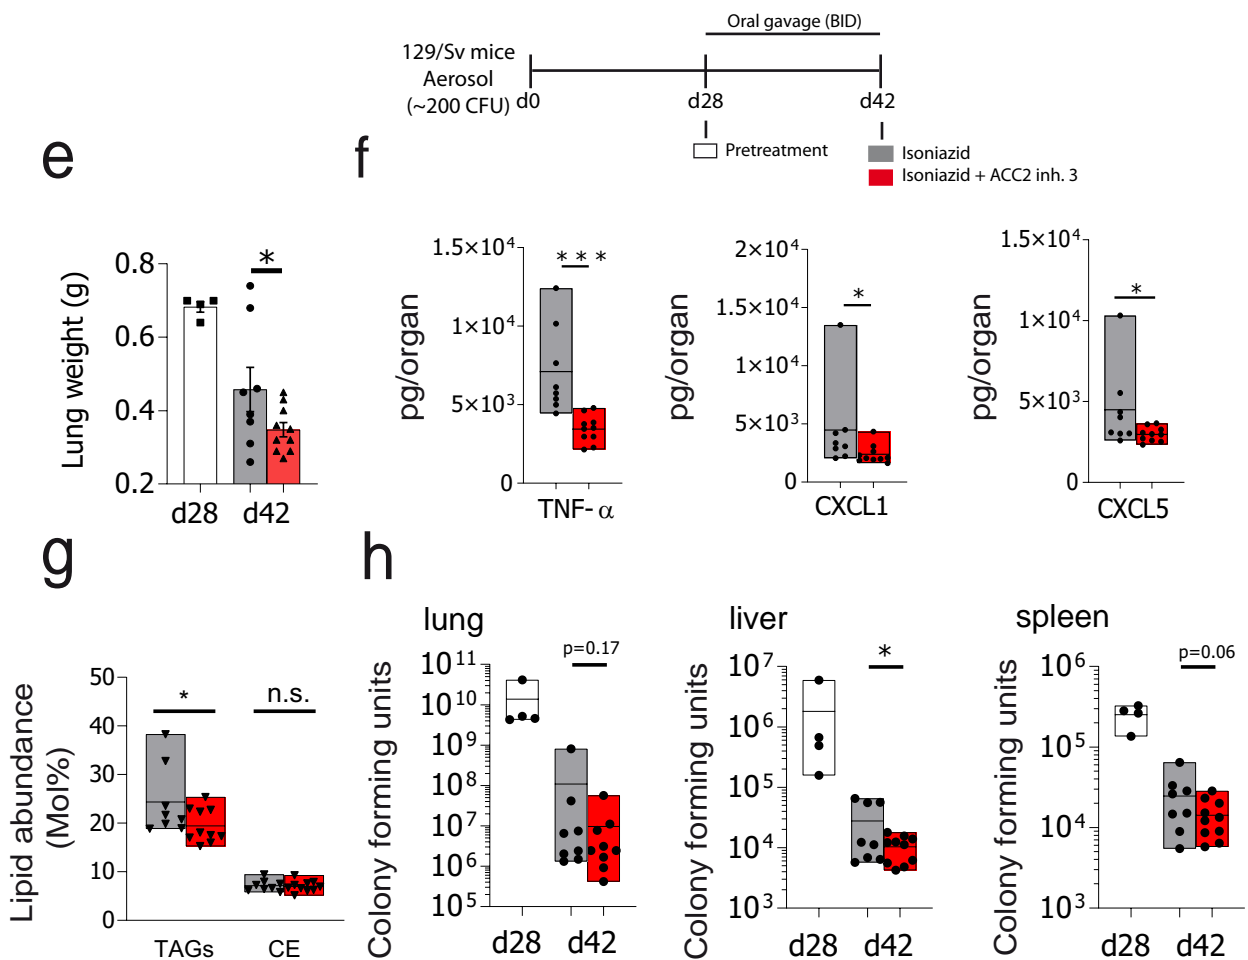 Oral gavage (BID)
129/Sv mice
Aerosol
(~200 CFU)
d0
d28
d42
Pretreatment
Isoniazid
Isoniazid + ACC2 inh. 3
e
Lung weight (g)
0.8
0.6
0.4
0.2
*
d28
d42
f
pg/organ
1.5×10⁴
1×10⁴
5×10³
0
* * *
TNF- α
pg/organ
2×10⁴
1.5×10⁴
1×10⁴
5×10³
0
*
CXCL1
pg/organ
1.5×10⁴
1×10⁴
5×10³
0
*
CXCL5
g
Lipid abundance
(Mol%)
50
40
30
20
10
0
*
n.s.
TAGs
CE
h
lung
Colony forming units
10¹¹
10¹⁰
10⁹
10⁸
10⁷
10⁶
10⁵
p=0.17
d28
d42
liver
Colony forming units
10⁷
10⁶
10⁵
10⁴
10³
*
d28
d42
spleen
Colony forming units
10⁶
10⁵
10⁴
10³
p=0.06
d28
d42